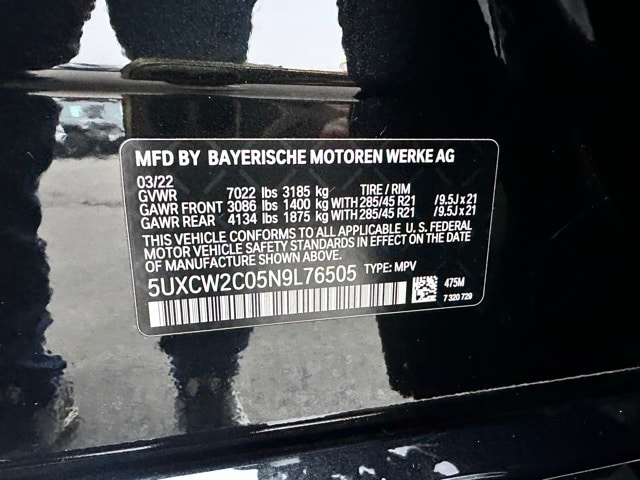 MFD BY BAYERISCHE MOTOREN WERKE AG
03/22
GVWR 7022 lbs 3185 kg TIRE / RIM
GAWR FRONT 3086 lbs 1400 kg WITH 285/45 R21 /9.5J x 21
GAWR REAR 4134 lbs 1875 kg WITH 285/45 R21 /9.5J x 21
THIS VEHICLE CONFORMS TO ALL APPLICABLE U. S. FEDERAL
MOTOR VEHICLE SAFETY STANDARDS IN EFFECT ON THE DATE
OF MANUFACTURE SHOWN ABOVE.
5UXCW2C05N9L76505 TYPE: MPV
475M
7 320 729